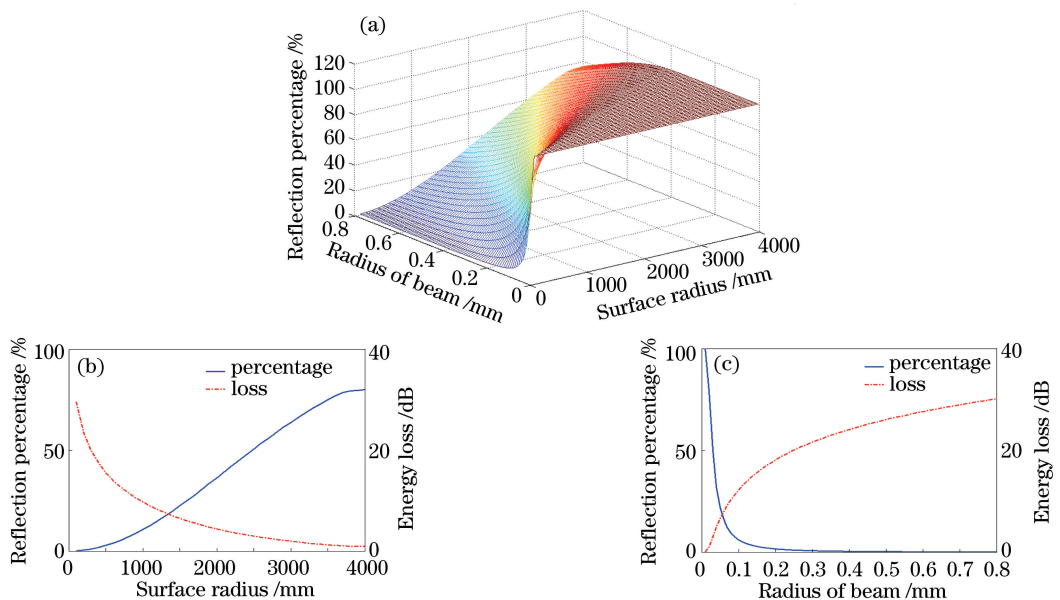 (a)
Reflection percentage /%
120
100
80
60
40
20
0
0.8
0.6
0.4
0.2
0
Radius of beam /mm
0
1000
2000
3000
4000
Surface radius /mm
(b)
percentage
loss
Reflection percentage /%
100
50
0
40
20
0
Energy loss /dB
0
1000
2000
3000
4000
Surface radius /mm
(c)
percentage
loss
Reflection percentage /%
100
50
0
40
20
0
Energy loss /dB
0
0.1
0.2
0.3
0.4
0.5
0.6
0.7
0.8
Radius of beam /mm